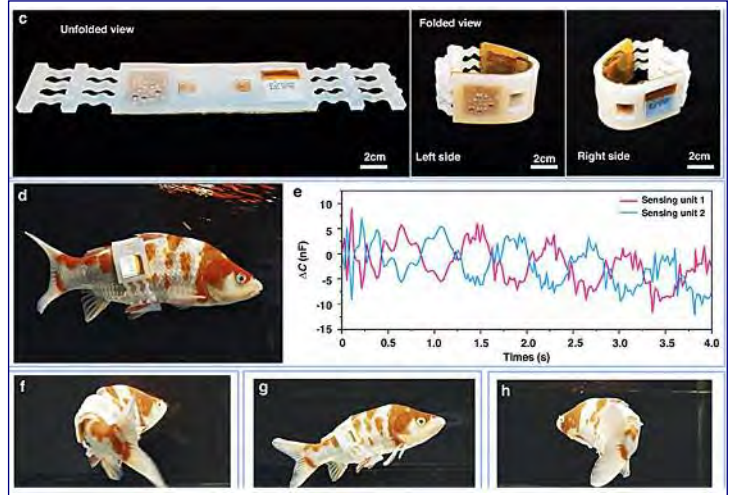 c
Unfolded view
2cm
Folded view
Left side
2cm
Right side
2cm
d
e
ΔC (nF)
10
5
0
-5
-10
-15
Sensing unit 1
Sensing unit 2
0
0.5
1.0
1.5
2.0
2.5
3.0
3.5
4.0
Times (s)
f
g
h